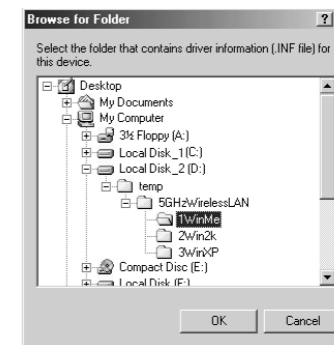 Browse for Folder
?
Select the folder that contains driver information (.INF file) for
this device.
Desktop
My Documents
My Computer
3½ Floppy (A:)
Local Disk_1(C:)
Local Disk_2 (D:)
temp
5GHzWirelessLAN
1WinMe
2Win2k
3WinXP
Compact Disc (E:)
Local Disk (F:)
OK
Cancel